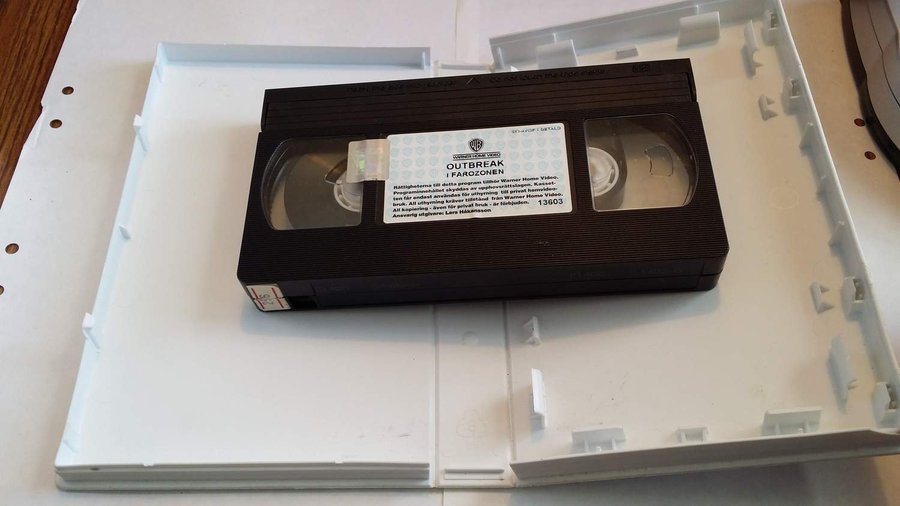 WB
WARNER HOME VIDEO
OUTBREAK
I FAROZONEN
Rättigheterna till detta program tillhör Warner Home Video.
Programinnehållet skyddas av upphovsrättslagen. Kasset-
ten får endast användas för uthyrning till privat hemvideo-
bruk. All uthyrning kräver tillstånd från Warner Home Video.
All kopiering - även för privat bruk - är förbjuden.
Ansvarig utgivare: Lars Håkansson
13603